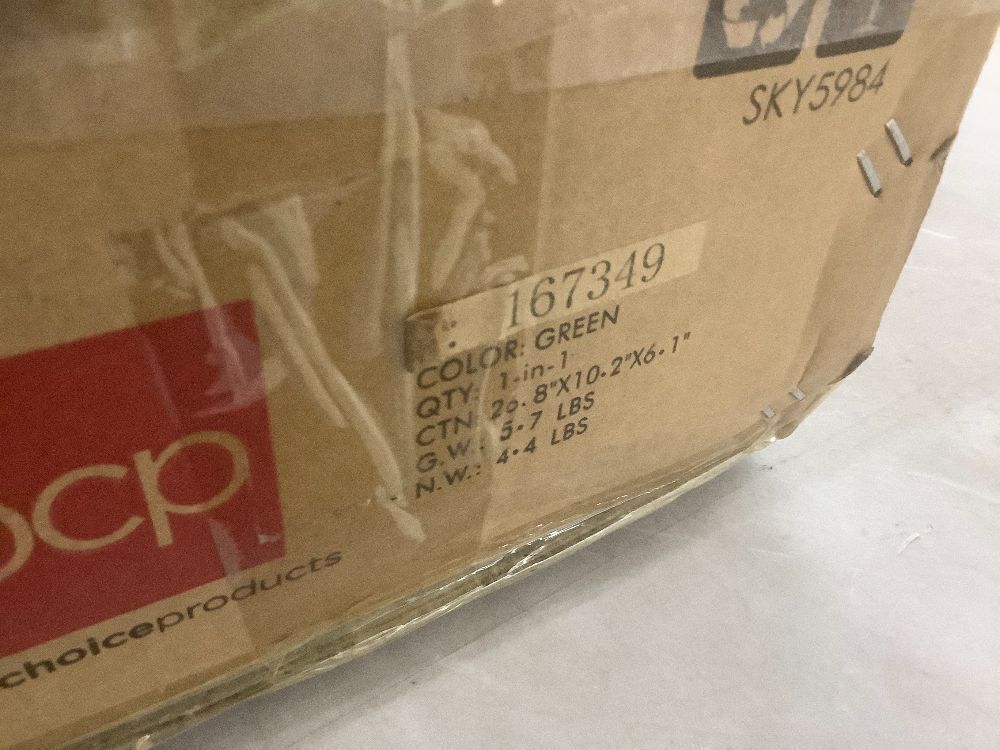 SKY5984
167349
COLOR: GREEN
QTY: 1-in-1
CTN: 26.8"X10.2"X6.1"
G.W.: 5.7 LBS
N.W.: 4.4 LBS
bcp
choiceproducts